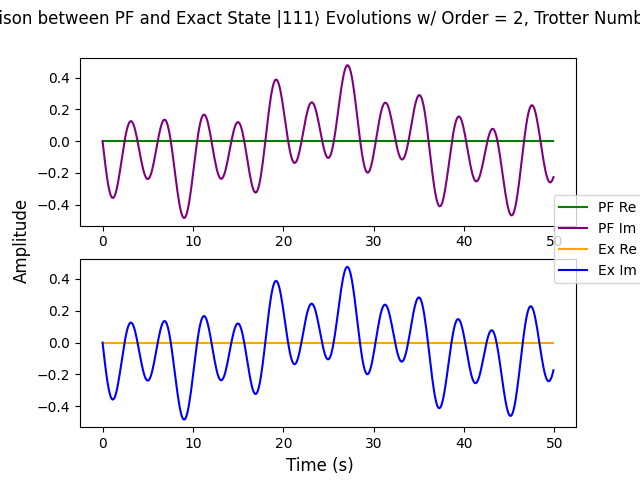 ison between PF and Exact State |111⟩ Evolutions w/ Order = 2, Trotter Numb
0.4
0.2
0.0
−0.2
−0.4
0 10 20 30 40 50
PF Re
PF Im
Ex Re
Ex Im
Amplitude
0.4
0.2
0.0
−0.2
−0.4
0 10 20 30 40 50
Time (s)